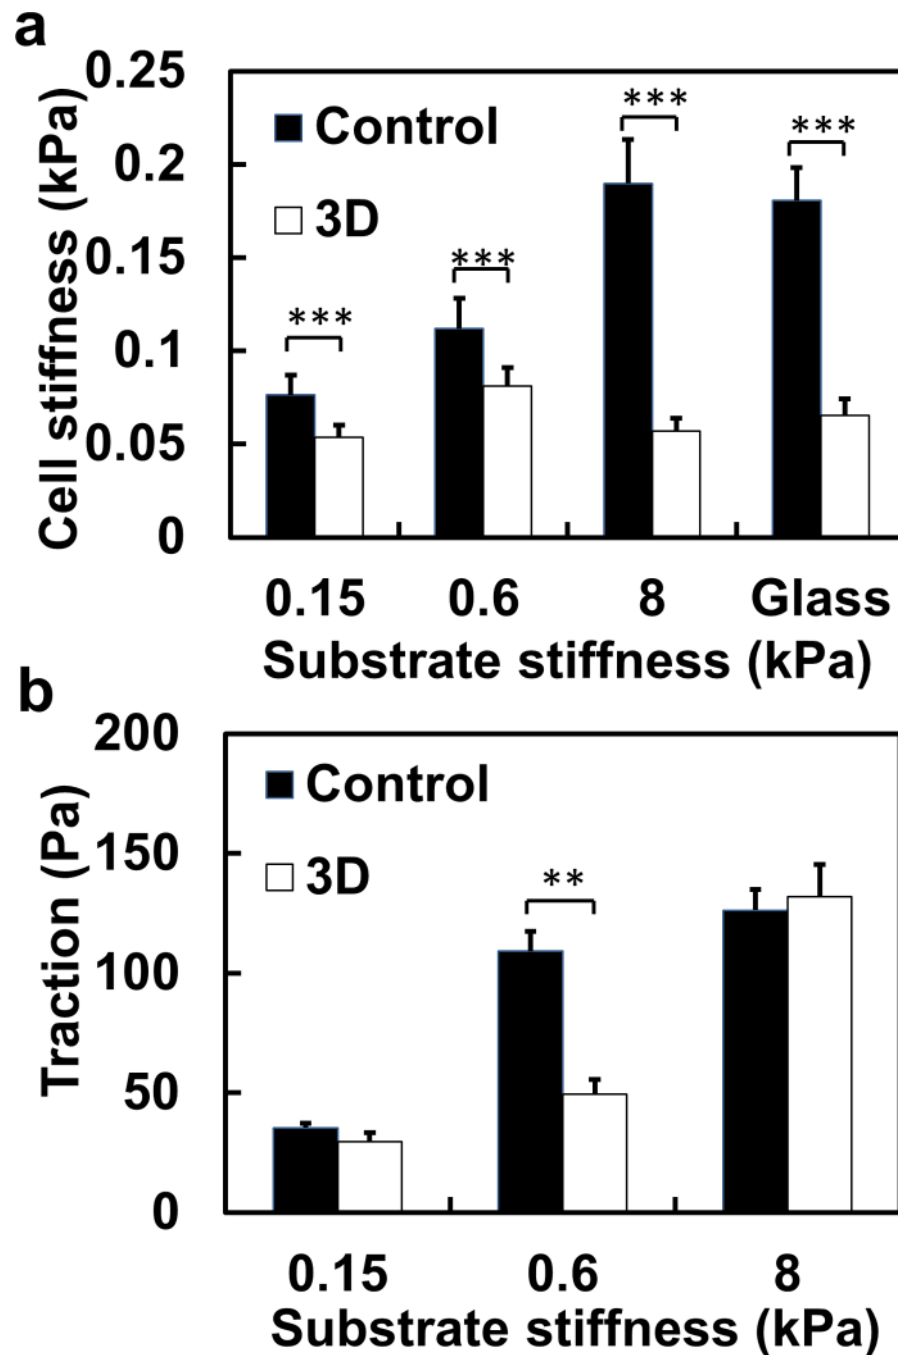 a
0.25
0.2
0.15
0.1
0.05
0
Cell stiffness (kPa)
Control
3D
***
***
***
***
0.15 0.6 8 Glass
Substrate stiffness (kPa)
b
200
150
100
50
0
Traction (Pa)
Control
3D
**
0.15 0.6 8
Substrate stiffness (kPa)